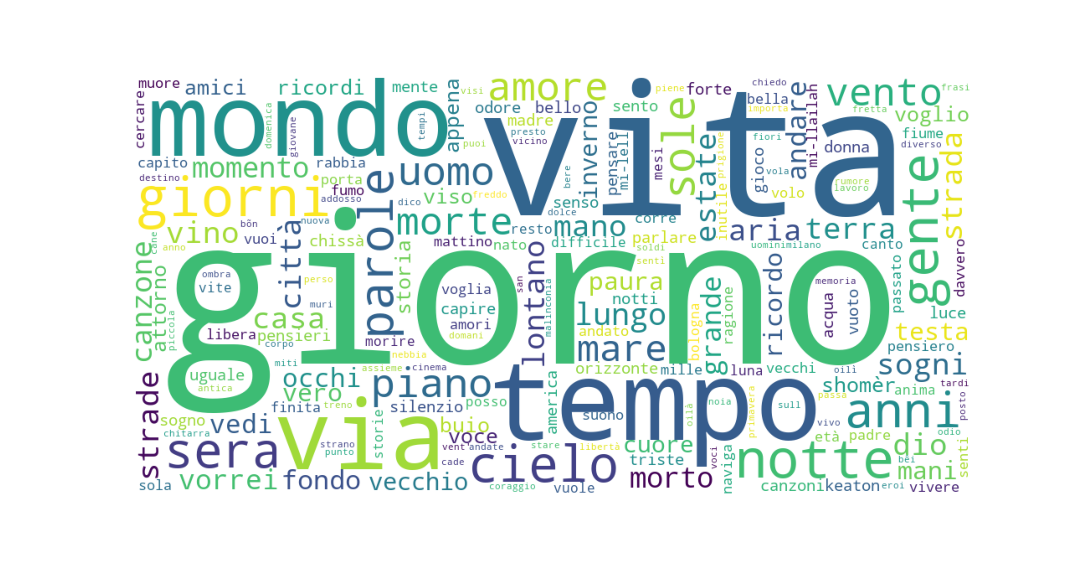 mondo
vita
giorno
tempo
via
giorni
notte
parole
gente
anni
cielo
sera
sole
mare
morte
amore
vento
uomo
mano
piano
casa
città
estate
aria
terra
strada
strade
canzone
vino
momento
lungo
lontano
paura
grande
ricordo
sogni
testa
dio
mani
morto
cuore
shomèr
voglio
andare
inverno
appena
viso
storia
occhi
vero
vedi
vorrei
fondo
vecchio
voce
buio
silenzio
attorno
muore
amici
ricordi
mente
cercare
domenica
giovane
tempi
visi
odore
bello
madre
presto
vicino
puoi
sento
piene
forte
chiedo
bella
importa
fiori
mi-llailah
mi-lell
pensare
mesi
gioco
vola
inutile
prigione
volo
rumore
lavoro
donna
fretta
frasi
fiume
diverso
capito
destino
rabbia
porta
fumo
addosso
dico
freddo
bere
dolce
senso
corre
resto
difficile
parlare
soldi
senti
uominimilano
canto
passato
davvero
luce
memoria
acqua
vuoto
ragione
bologna
notti
andato
orizzonte
mille
luna
vecchi
oili
pensiero
anima
tardi
posto
odio
bei
senti
vivere
eroi
keaton
canzoni
età
padre
vivo
passa
sull
primavera
noia
oilà
voci
naviga
triste
suono
america
libertà
stare
vuole
coraggio
cade
vent
andate
posso
cinema
assieme
nebbia
morire
domani
amori
capire
voglia
mattino
nato
san
malinconia
perso
nuova
muri
chissà
vuoi
bõn
anno
cane
piccola
ombra
vite
libera
pensieri
corpo
miti
uguale
antica
finita
treno
storie
strano
punto
sogno
chitarra
sola